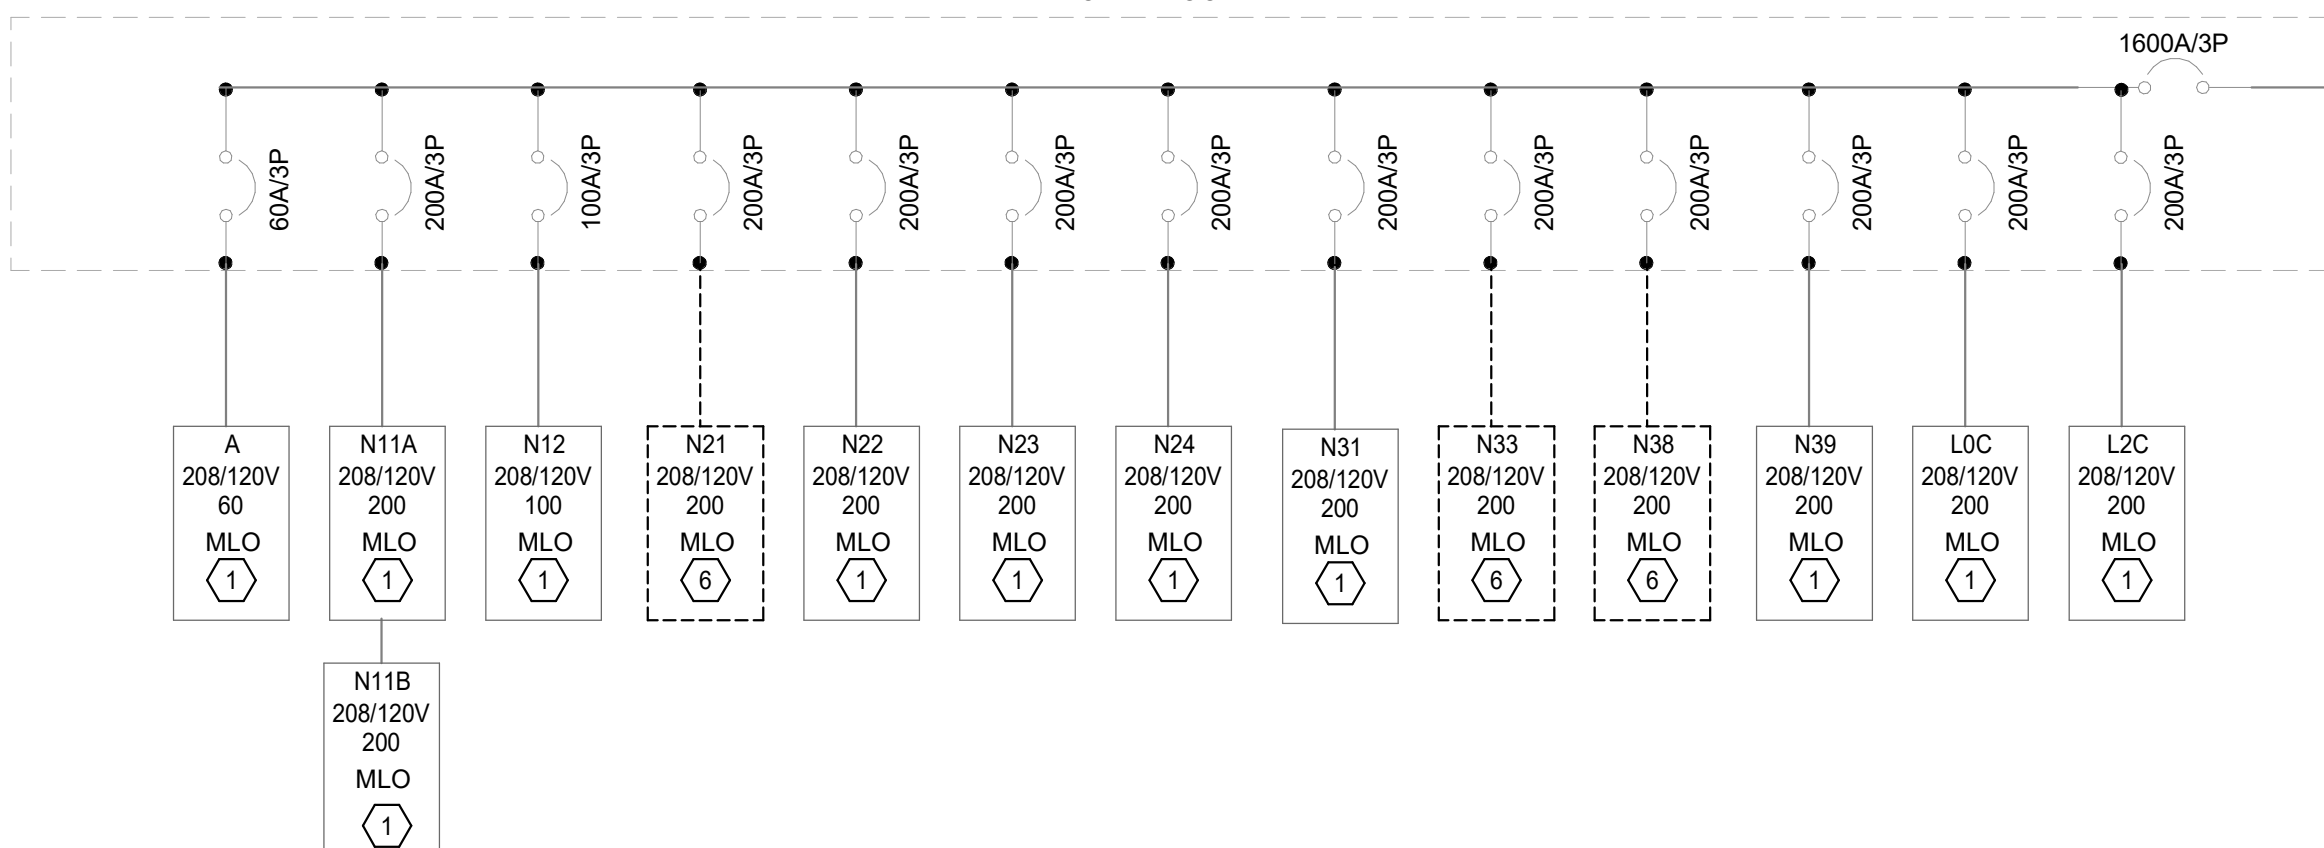 1600A/3P
60A/3P
200A/3P
100A/3P
200A/3P
200A/3P
200A/3P
200A/3P
200A/3P
200A/3P
200A/3P
200A/3P
200A/3P
200A/3P
A
208/120V
60
MLO
1
N11A
208/120V
200
MLO
1
N12
208/120V
100
MLO
1
N21
208/120V
200
MLO
6
N22
208/120V
200
MLO
1
N23
208/120V
200
MLO
1
N24
208/120V
200
MLO
1
N31
208/120V
200
MLO
1
N33
208/120V
200
MLO
6
N38
208/120V
200
MLO
6
N39
208/120V
200
MLO
1
L0C
208/120V
200
MLO
1
L2C
208/120V
200
MLO
1
N11B
208/120V
200
MLO
1